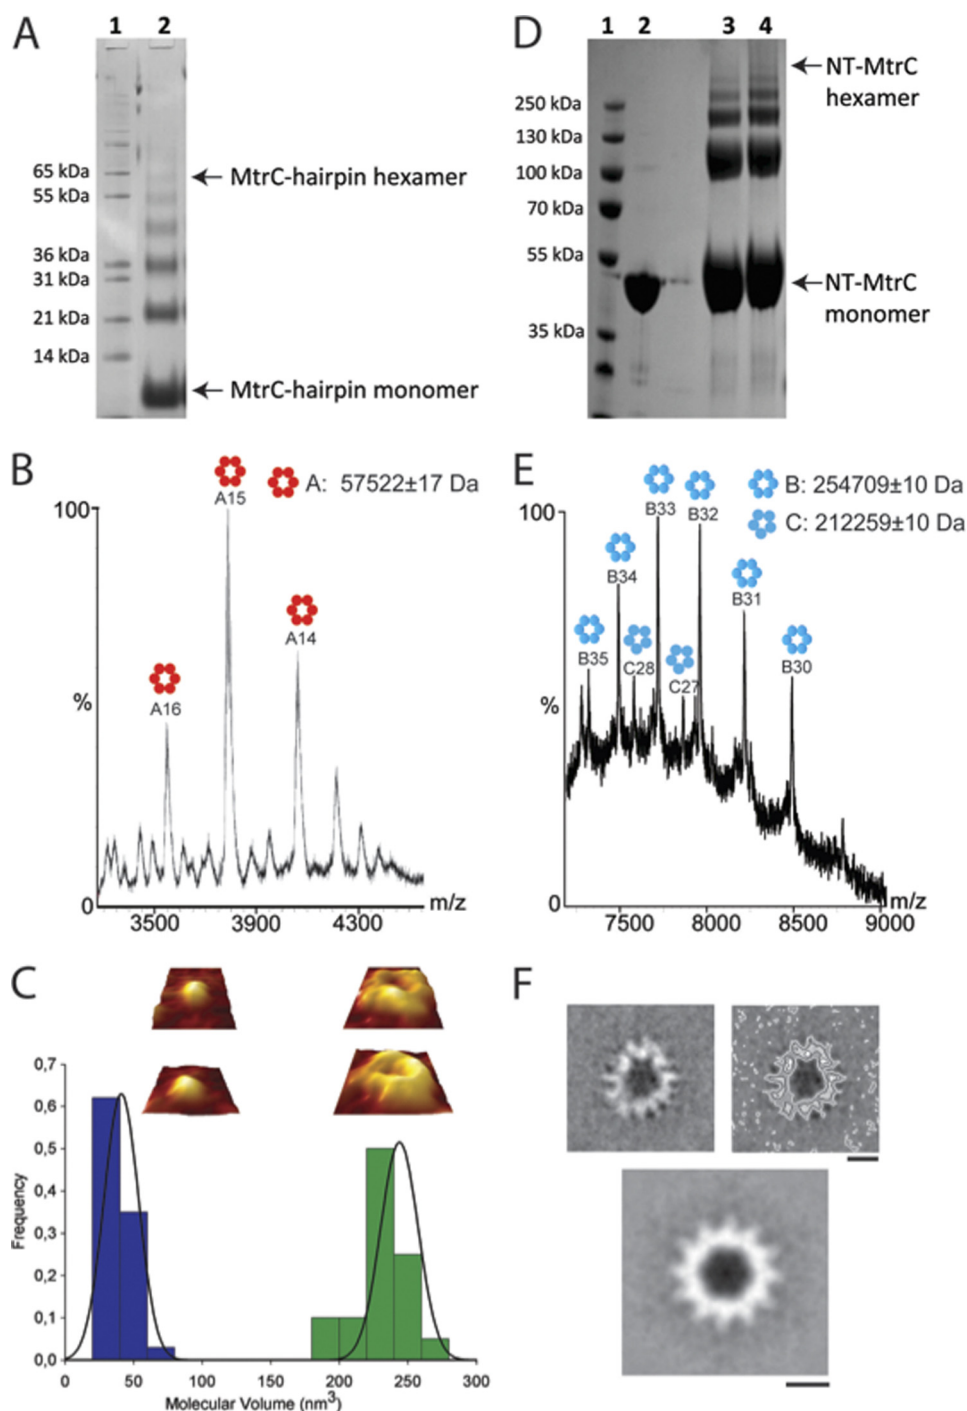 A
1 2
65 kDa
55 kDa
36 kDa
31 kDa
21 kDa
14 kDa
MtrC-hairpin hexamer
MtrC-hairpin monomer
D
1 2 3 4
250 kDa
130 kDa
100 kDa
70 kDa
55 kDa
35 kDa
NT-MtrC
hexamer
NT-MtrC
monomer
B
A: 57522±17 Da
A15
A14
A16
100
%
0
3500 3900 4300
m/z
E
B: 254709±10 Da
C: 212259±10 Da
B33 B32
B34
B31
B35
C28
C27
B30
100
%
0
7500 8000 8500 9000
m/z
C
0,7
0,6
0,5
0,4
0,3
0,2
0,1
0,0
Frequency
0 50 100 150 200 250 300
Molecular Volume (nm³)
F